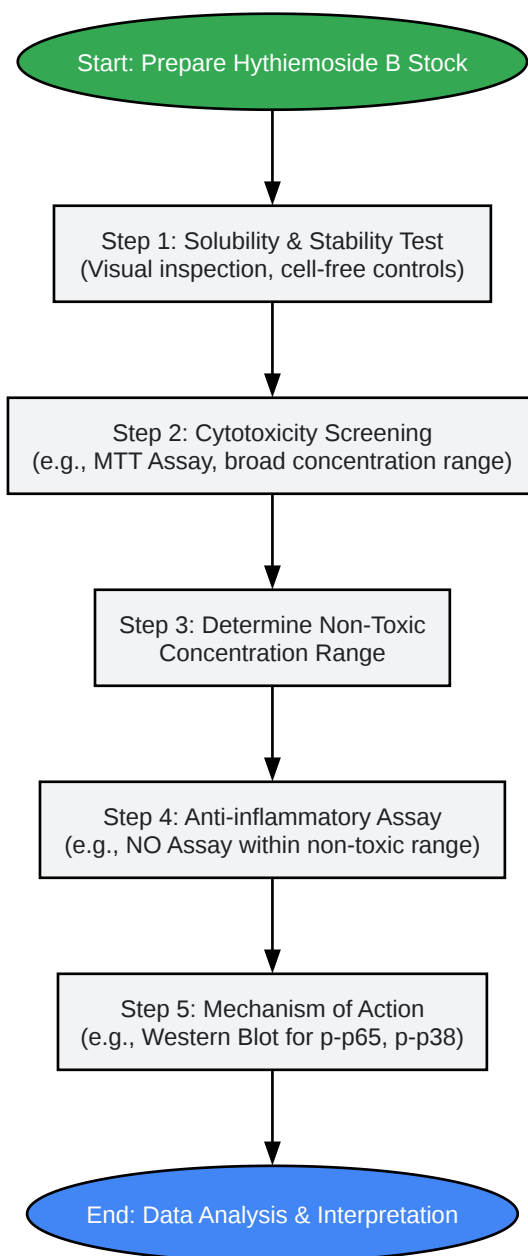 Start: Prepare Hythiemoside B Stock
Step 1: Solubility & Stability Test
(Visual inspection, cell-free controls)
Step 2: Cytotoxicity Screening
(e.g., MTT Assay, broad concentration range)
Step 3: Determine Non-Toxic
Concentration Range
Step 4: Anti-inflammatory Assay
(e.g., NO Assay within non-toxic range)
Step 5: Mechanism of Action
(e.g., Western Blot for p-p65, p-p38)
End: Data Analysis & Interpretation